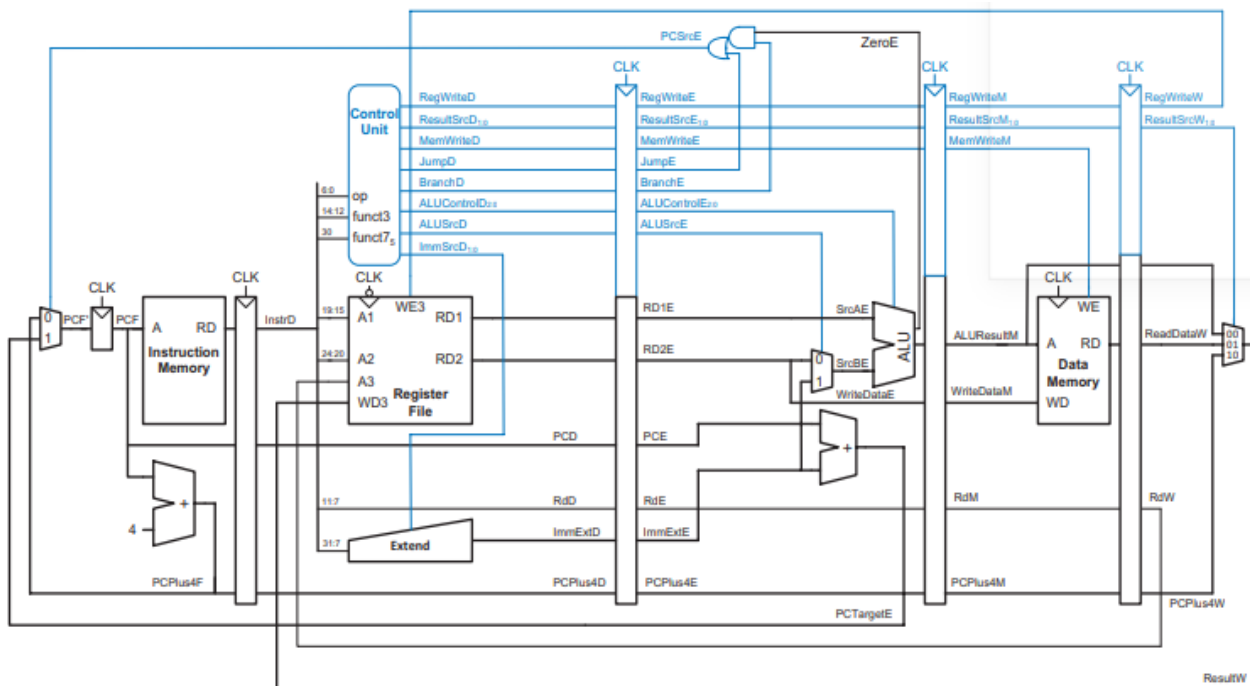 PCSrcE
ZeroE
CLK
CLK
CLK
Control
Unit
RegWriteD
RegWriteE
RegWriteM
RegWriteW
ResultSrcD1:0
ResultSrcE1:0
ResultSrcM1:0
ResultSrcW1:0
MemWriteD
MemWriteE
MemWriteM
JumpD
JumpE
BranchD
BranchE
6:0
op
ALUControlD2:0
ALUControlE2:0
14:12
funct3
ALUSrcD
ALUSrcE
30
funct75
ImmSrcD1:0
CLK
CLK
CLK
CLK
0
1
PCF'
PCF
A
RD
Instruction
Memory
InstrD
19:15
A1
WE3
RD1
RD1E
SrcAE
24:20
A2
RD2
RD2E
A3
WD3
Register
File
0
1
SrcBE
ALU
WriteDataE
ALUResultM
WriteDataM
WE
A
RD
Data
Memory
WD
ReadDataW
00
01
10
PCD
PCE
+
4
+
11:7
RdD
RdE
RdM
RdW
31:7
Extend
ImmExtD
ImmExtE
PCPlus4F
PCPlus4D
PCPlus4E
PCPlus4M
PCPlus4W
PCTargetE
ResultW